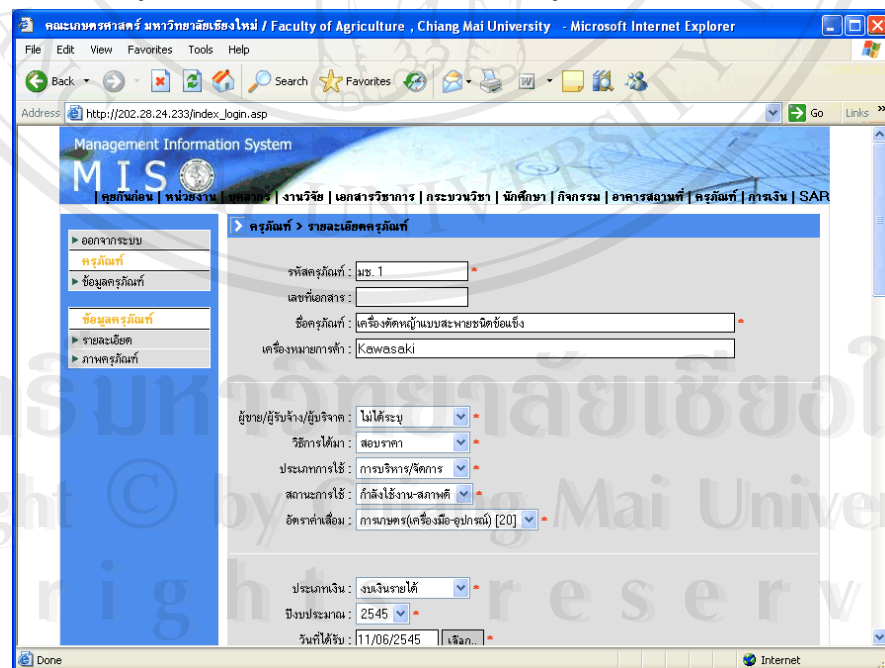 คณะเกษตรศาสตร์ มหาวิทยาลัยเชียงใหม่ / Faculty of Agriculture , Chiang Mai University - Microsoft Internet Explorer
File Edit View Favorites Tools Help
Back Search Favorites
Address http://202.28.24.233/index_login.asp Go Links »
Management Information System
MIS
คุยกันก่อน | หน่วยงาน | บุคลากร | งานวิจัย | เอกสารวิชาการ | กระบวนวิชา | นักศึกษา | กิจกรรม | อาคารสถานที่ | ครุภัณฑ์ | การเงิน | SAR
ออกจากระบบ
ครุภัณฑ์
ข้อมูลครุภัณฑ์
ข้อมูลครุภัณฑ์
รายละเอียด
ภาพครุภัณฑ์
ครุภัณฑ์ > รายละเอียดครุภัณฑ์
รหัสครุภัณฑ์ : มช. 1 *
เลขที่เอกสาร :
ชื่อครุภัณฑ์ : เครื่องตัดหญ้าแบบสะพายชนิดข้อแข็ง *
เครื่องหมายการค้า : Kawasaki
ผู้ขาย/ผู้รับจ้าง/ผู้บริจาค : ไม่ได้ระบุ *
วิธีการได้มา : สอบราคา *
ประเภทการใช้ : การบริหาร/จัดการ *
สถานะการใช้ : กำลังใช้งาน-สภาพดี *
อัตราค่าเสื่อม : การเกษตร(เครื่องมือ-อุปกรณ์) [20] *
ประเภทเงิน : งบเงินรายได้ *
ปีงบประมาณ : 2545 *
วันที่ได้รับ : 11/06/2545 เลือก.. *
Done Internet
© by Chiang Mai University
rights reserv